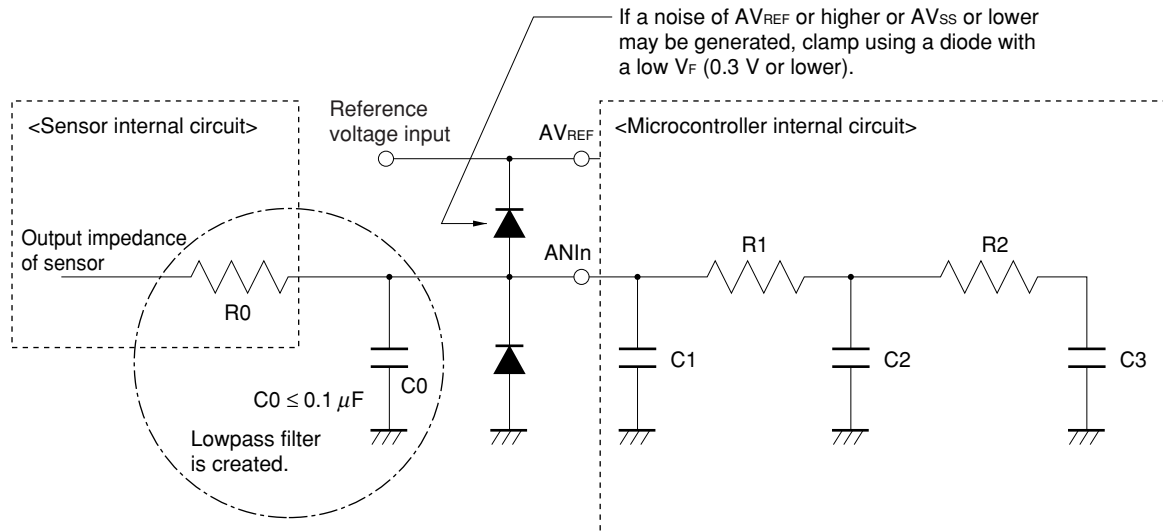 If a noise of AVREF or higher or AVSS or lower
may be generated, clamp using a diode with
a low VF (0.3 V or lower).
<Sensor internal circuit>
Reference
voltage input
AVREF
<Microcontroller internal circuit>
Output impedance
of sensor
R0
ANIn
R1
R2
C0
C1
C2
C3
C0 ≤ 0.1 μF
Lowpass filter
is created.